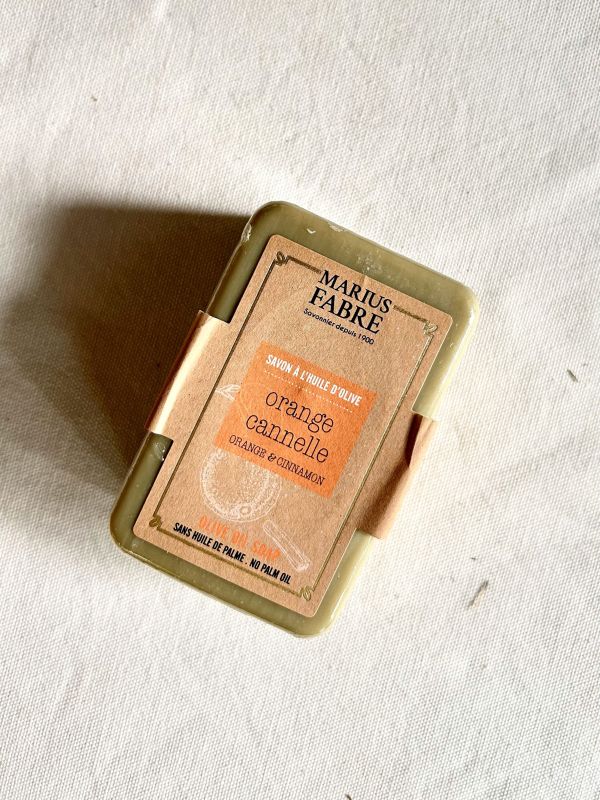 MARIUS
FABRE
Savonnier depuis 1900
SAVON À L'HUILE D'OLIVE
orange
cannelle
ORANGE & CINNAMON
OLIVE OIL SOAP
SANS HUILE DE PALME . NO PALM OIL